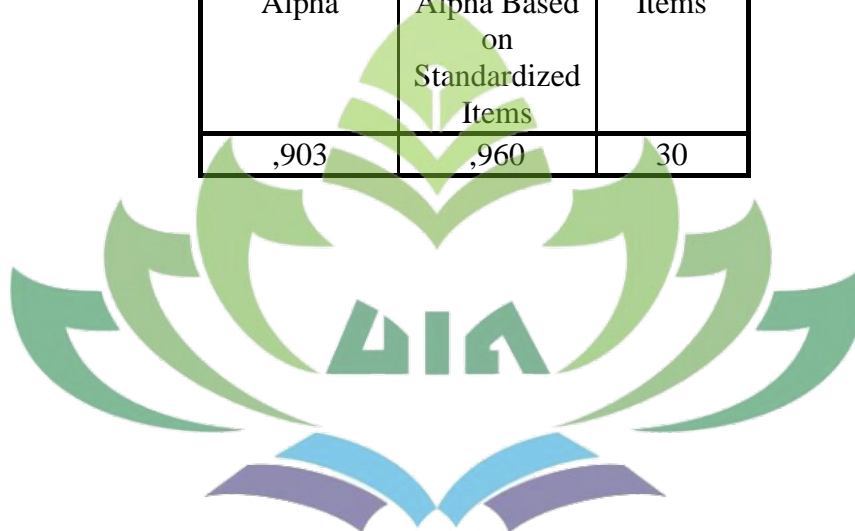 Alpha Alpha Based Items
on
Standardized
Items
,903 ,960 30
UIN